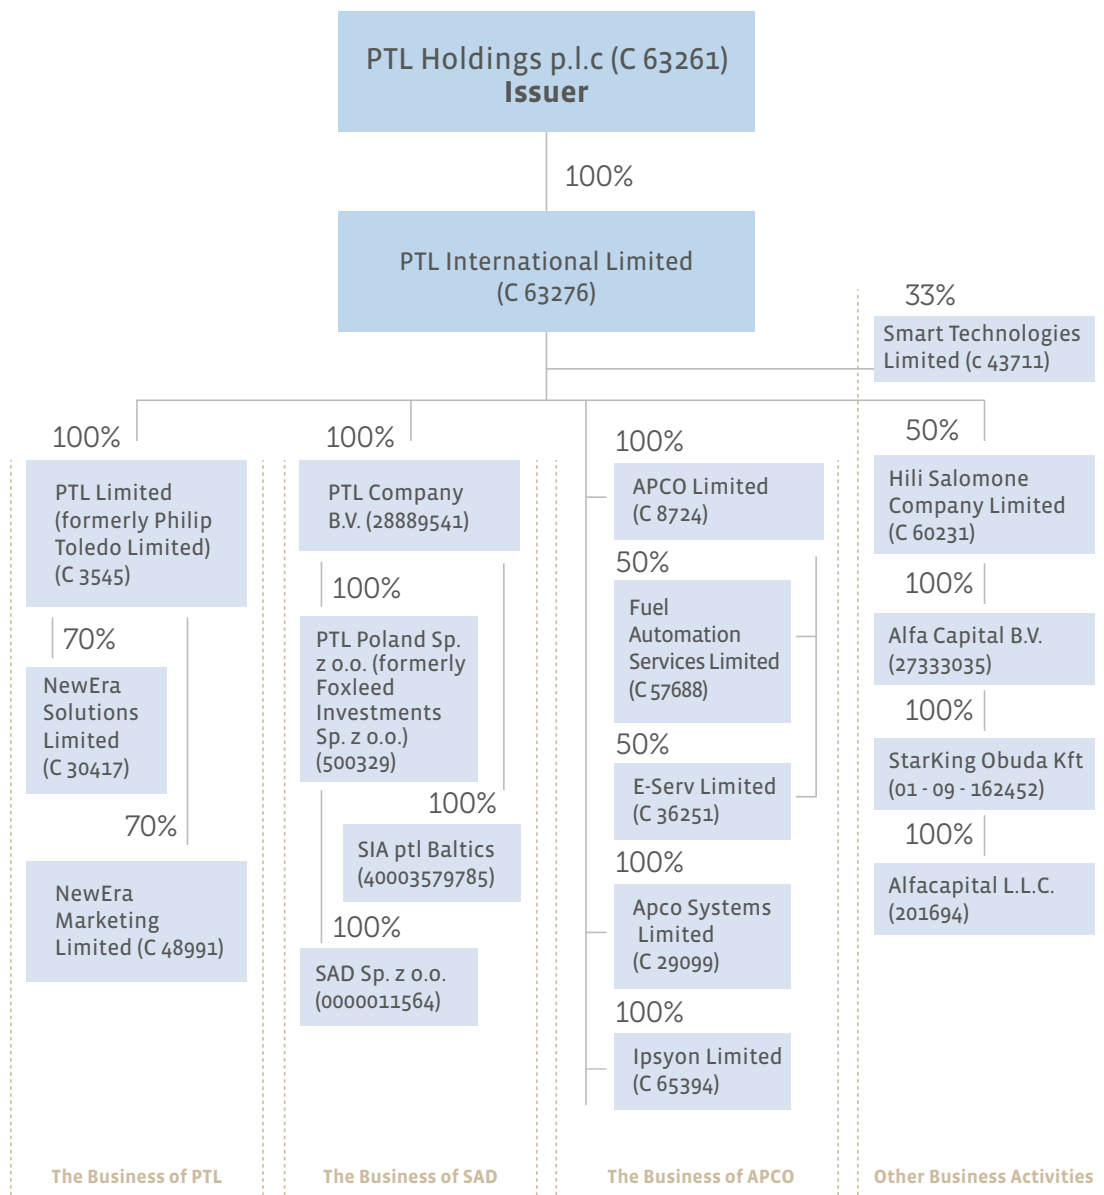 PTL Holdings p.l.c (C 63261)
Issuer
100%
PTL International Limited
(C 63276)
33%
Smart Technologies
Limited (c 43711)
100%
PTL Limited
(formerly Philip
Toledo Limited)
(C 3545)
70%
NewEra
Solutions
Limited
(C 30417)
70%
NewEra
Marketing
Limited (C 48991)
The Business of PTL
100%
PTL Company
B.V. (28889541)
100%
PTL Poland Sp.
z o.o. (formerly
Foxleed
Investments
Sp. z o.o.)
(500329)
100%
SIA ptl Baltics
(40003579785)
100%
SAD Sp. z o.o.
(0000011564)
The Business of SAD
100%
APCO Limited
(C 8724)
50%
Fuel
Automation
Services Limited
(C 57688)
50%
E-Serv Limited
(C 36251)
100%
Apco Systems
Limited
(C 29099)
100%
Ipsyon Limited
(C 65394)
The Business of APCO
50%
Hili Salomone
Company Limited
(C 60231)
100%
Alfa Capital B.V.
(27333035)
100%
StarKing Obuda Kft
(01 - 09 - 162452)
100%
Alfacapital L.L.C.
(201694)
Other Business Activities